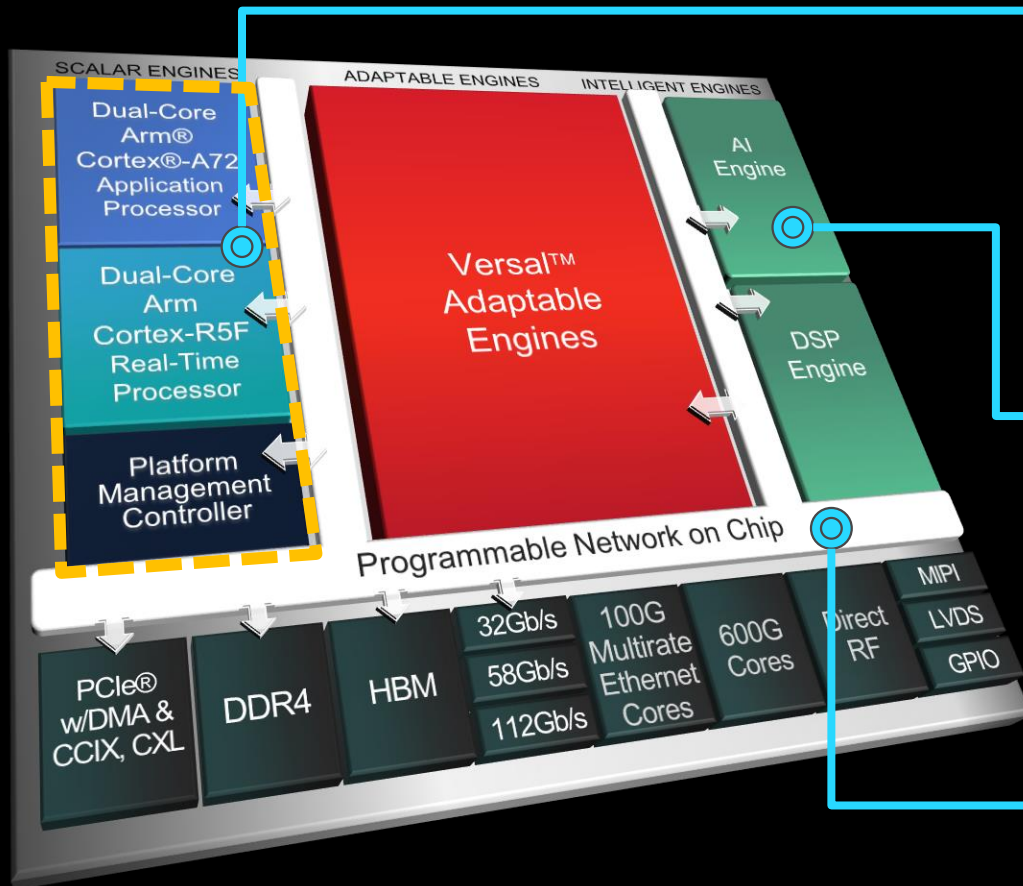 SCALAR ENGINES
ADAPTABLE ENGINES
INTELLIGENT ENGINES
Dual-Core
Arm®
Cortex®-A72
Application
Processor
Dual-Core
Arm
Cortex-R5F
Real-Time
Processor
Platform
Management
Controller
Versal™
Adaptable
Engines
AI
Engine
DSP
Engine
Programmable Network on Chip
PCIe®
w/DMA &
CCIX, CXL
DDR4
HBM
32Gb/s
58Gb/s
112Gb/s
100G
Multirate
Ethernet
Cores
600G
Cores
Direct
RF
MIPI
LVDS
GPIO